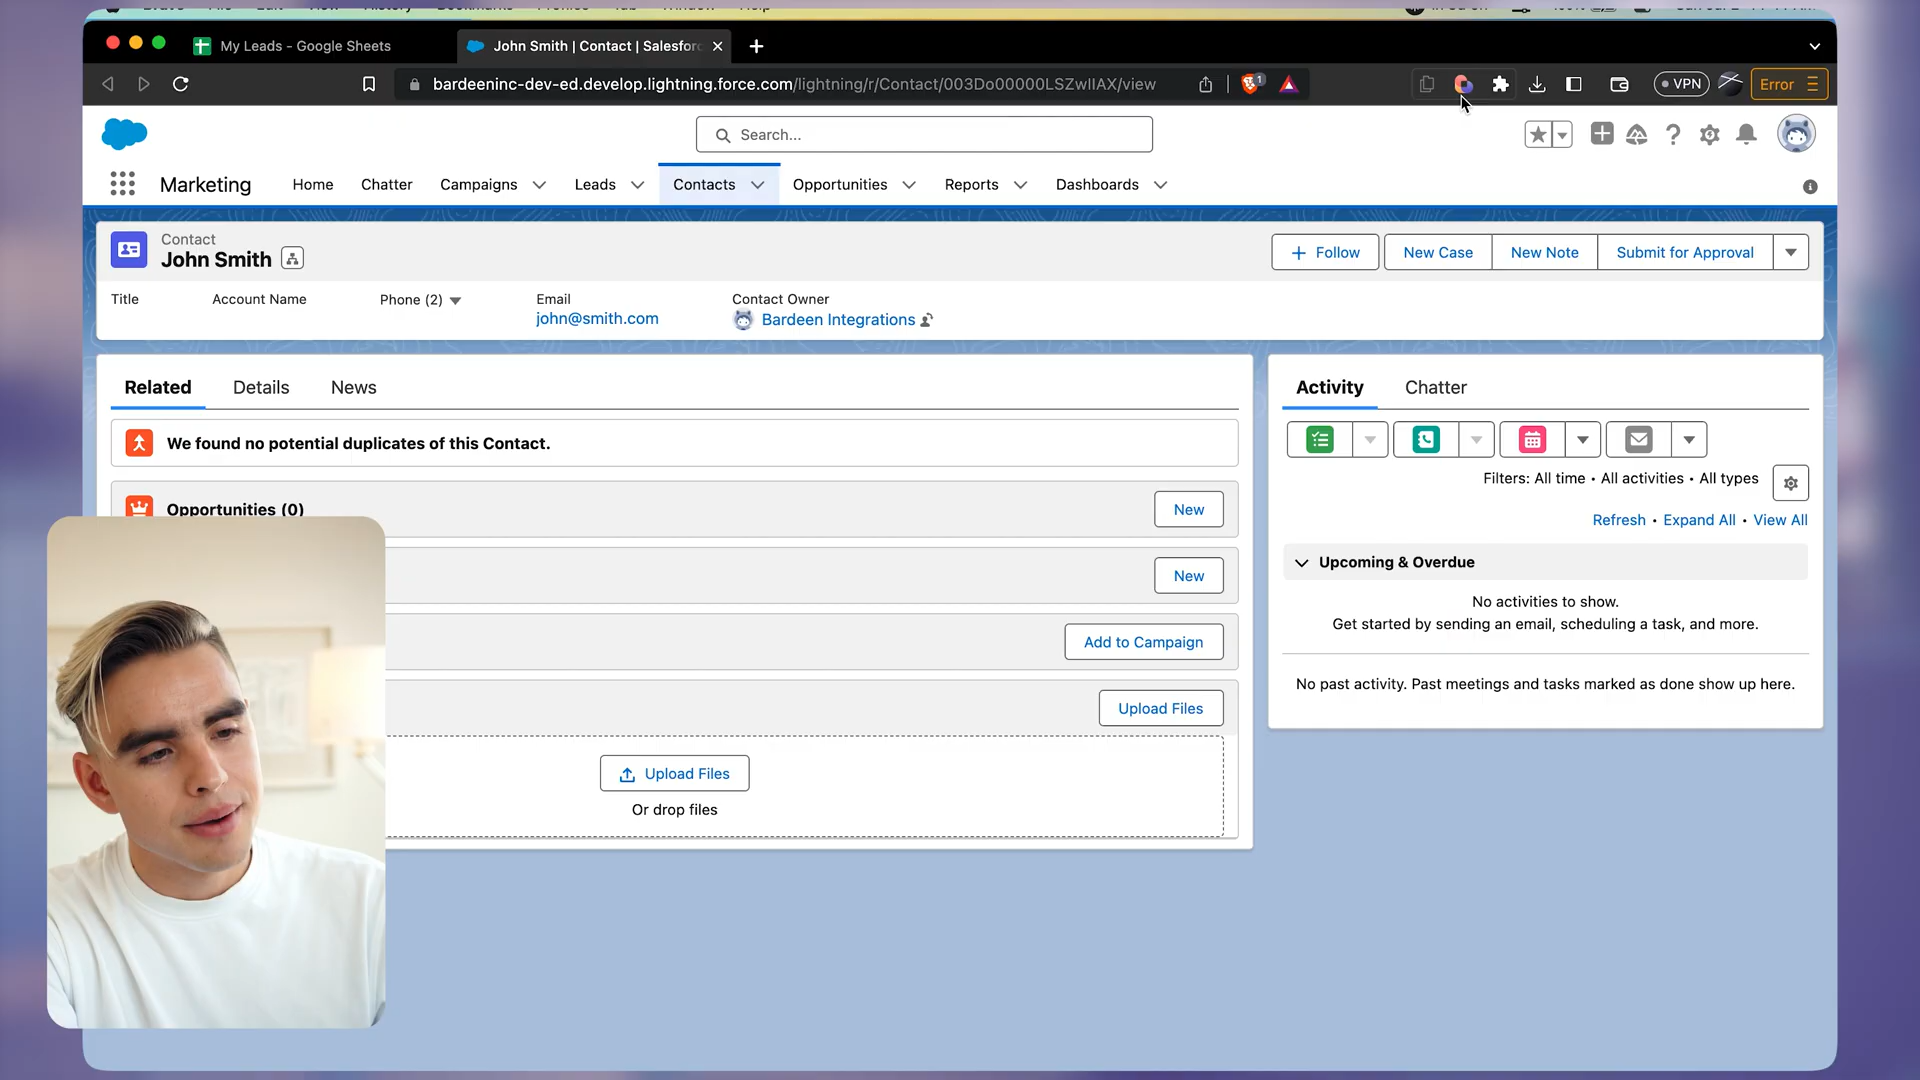 My Leads - Google Sheets
John Smith | Contact | Salesforc
bardeeninc-dev-ed.develop.lightning.force.com/lightning/r/Contact/003Do00000LSZwIIAX/view
1
VPN
Error
Search...
Marketing
Home
Chatter
Campaigns
Leads
Contacts
Opportunities
Reports
Dashboards
Contact
John Smith
Follow
New Case
New Note
Submit for Approval
Title
Account Name
Phone (2)
Email
Contact Owner
john@smith.com
Bardeen Integrations
Related
Details
News
We found no potential duplicates of this Contact.
Opportunities (0)
New
New
Add to Campaign
Upload Files
Upload Files
Or drop files
Activity
Chatter
Filters: All time • All activities • All types
Refresh • Expand All • View All
Upcoming & Overdue
No activities to show.
Get started by sending an email, scheduling a task, and more.
No past activity. Past meetings and tasks marked as done show up here.